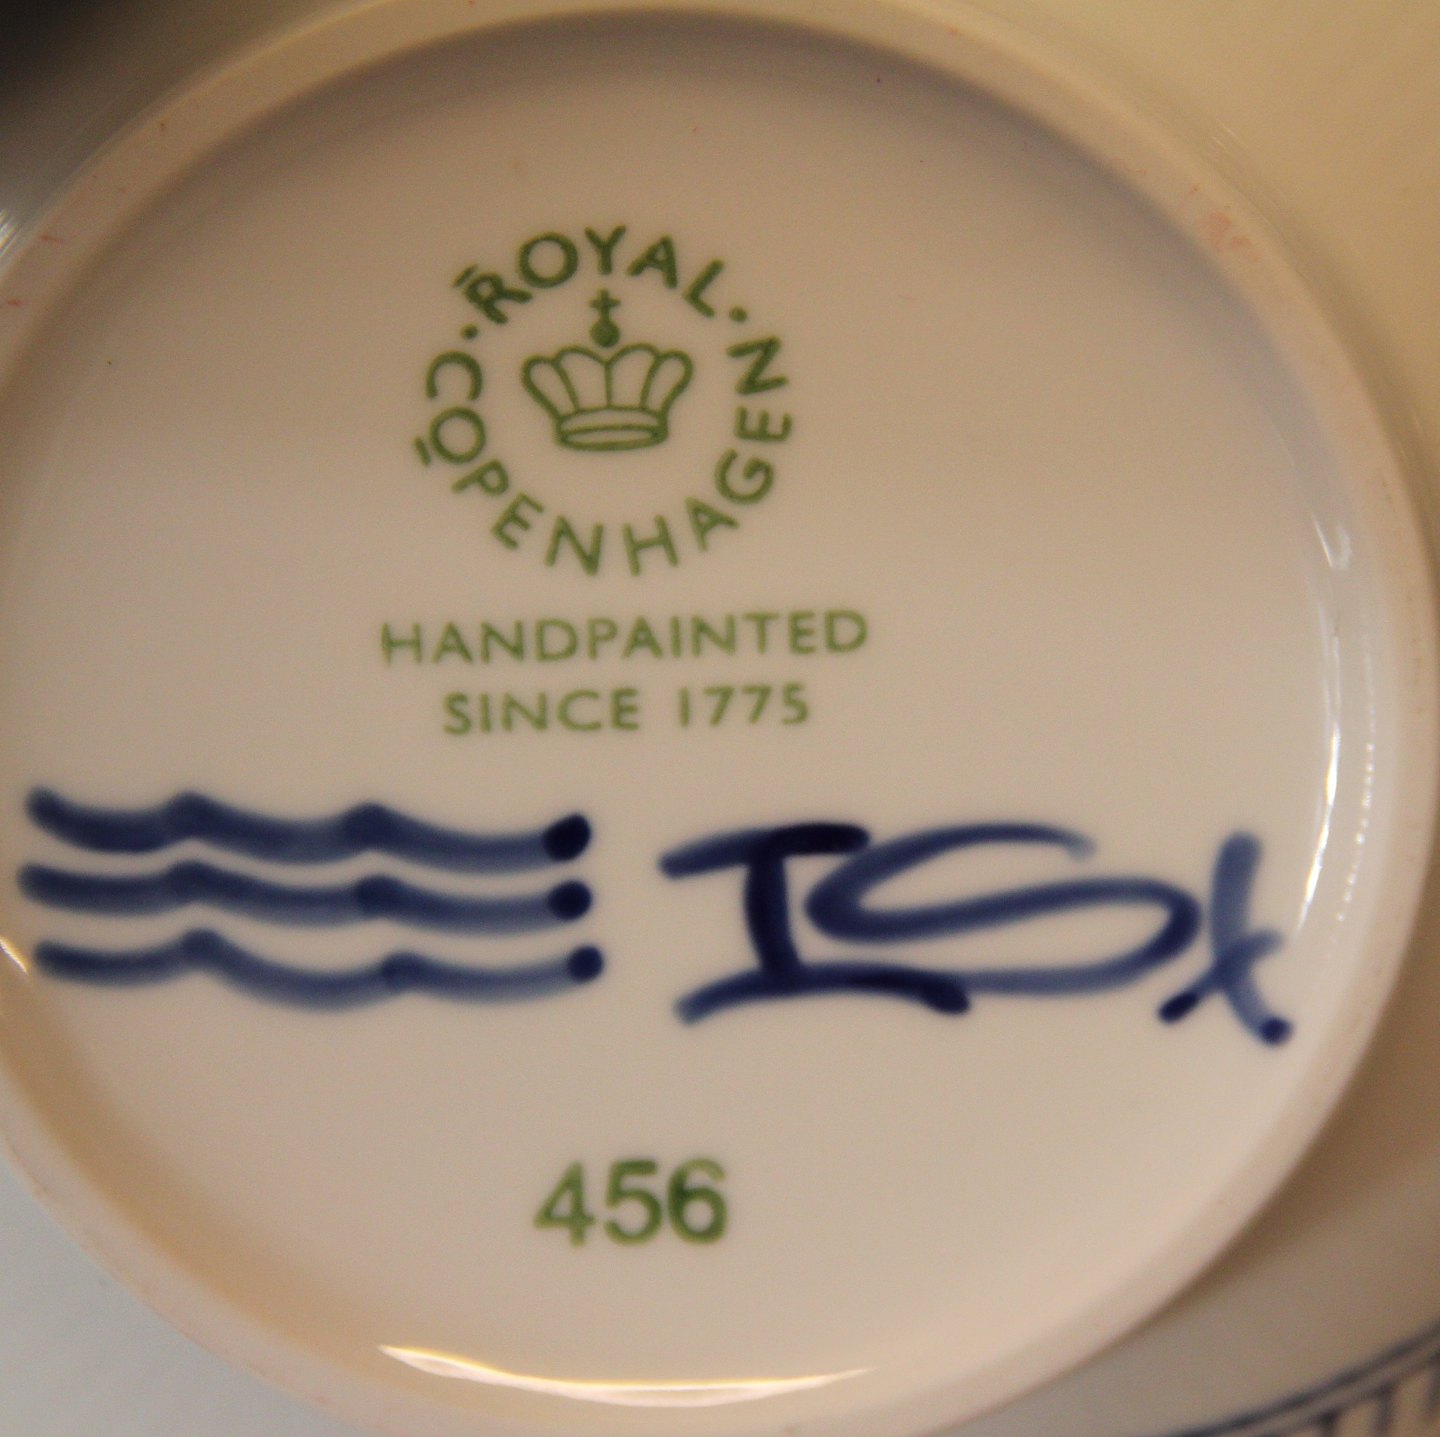 ROYAL · COPENHAGEN ·
HANDPAINTED
SINCE 1775
456